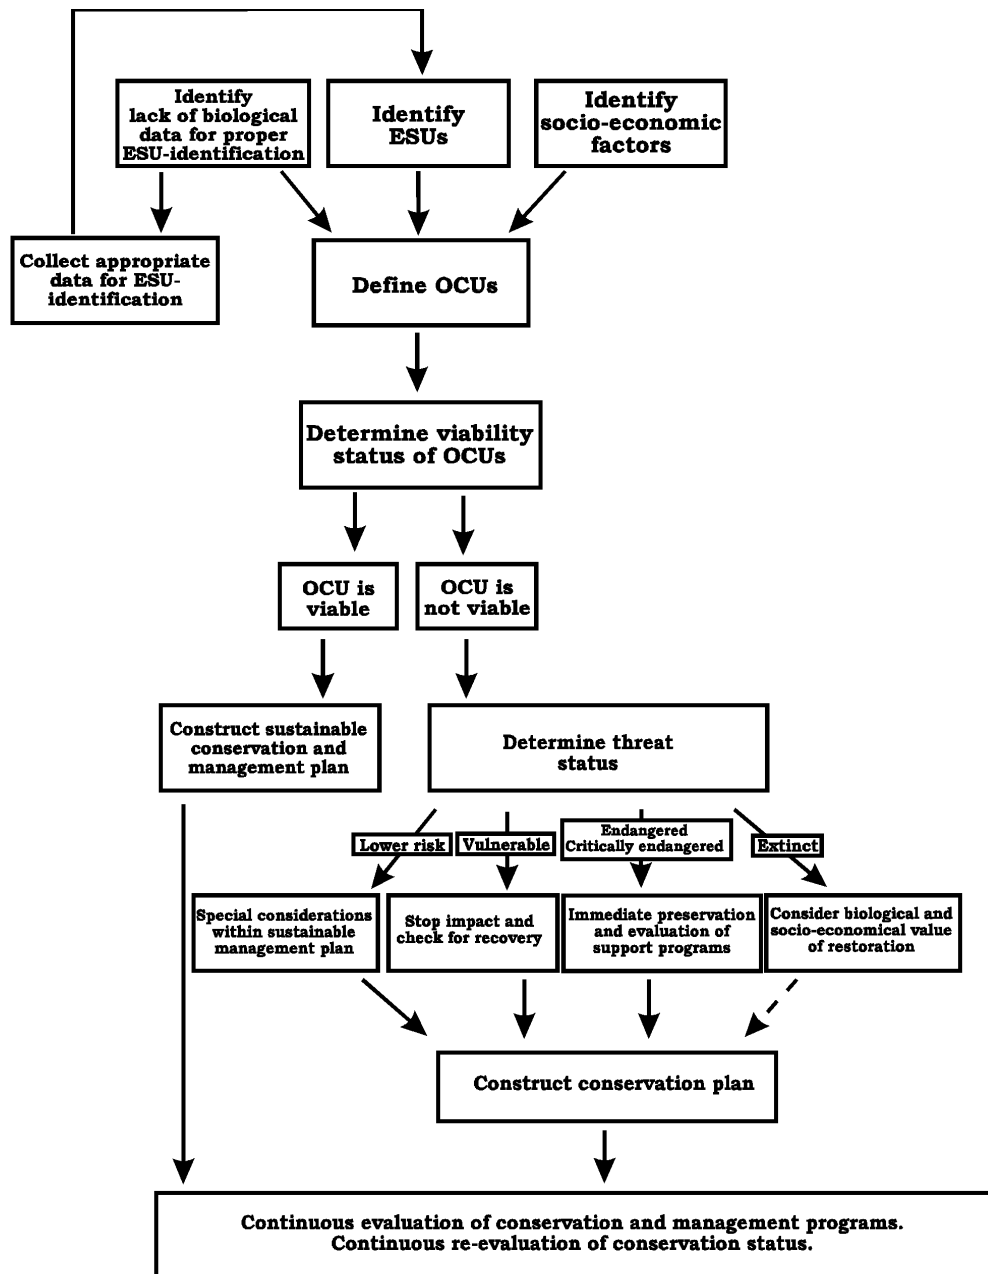 Identify
lack of biological
data for proper
ESU-identification
Identify
ESUs
Identify
socio-economic
factors
Collect appropriate
data for ESU-
identification
Define OCUs
Determine viability
status of OCUs
OCU is
viable
OCU is
not viable
Construct sustainable
conservation and
management plan
Determine threat
status
Lower risk
Vulnerable
Endangered
Critically endangered
Extinct
Special considerations
within sustainable
management plan
Stop impact and
check for recovery
Immediate preservation
and evaluation of
support programs
Consider biological and
socio-economical value
of restoration
Construct conservation plan
Continuous evaluation of conservation and management programs.
Continuous re-evaluation of conservation status.